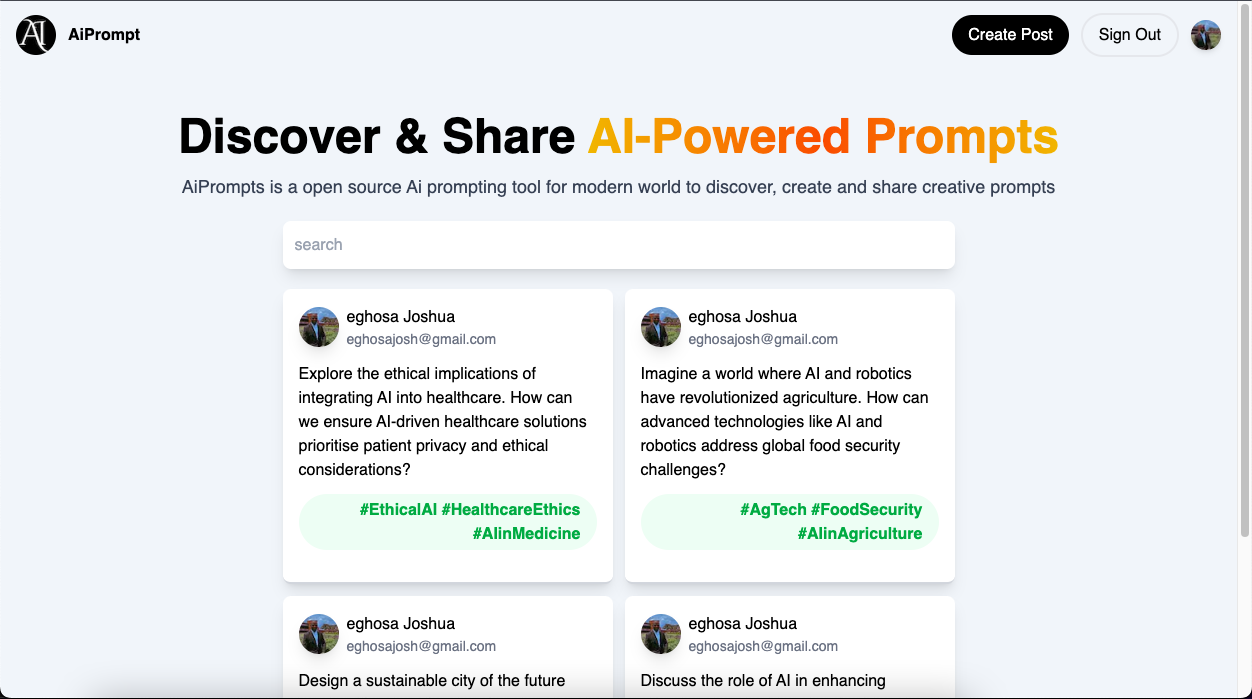 AI
AiPrompt
Create Post
Sign Out
Discover & Share AI-Powered Prompts
AiPrompts is a open source Ai prompting tool for modern world to discover, create and share creative prompts
search
eghosa Joshua
eghosajosh@gmail.com
Explore the ethical implications of
integrating AI into healthcare. How can
we ensure AI-driven healthcare solutions
prioritise patient privacy and ethical
considerations?
#EthicalAI #HealthcareEthics
#AIinMedicine
eghosa Joshua
eghosajosh@gmail.com
Imagine a world where AI and robotics
have revolutionized agriculture. How can
advanced technologies like AI and
robotics address global food security
challenges?
#AgTech #FoodSecurity
#AIinAgriculture
eghosa Joshua
eghosajosh@gmail.com
Design a sustainable city of the future
eghosa Joshua
eghosajosh@gmail.com
Discuss the role of AI in enhancing